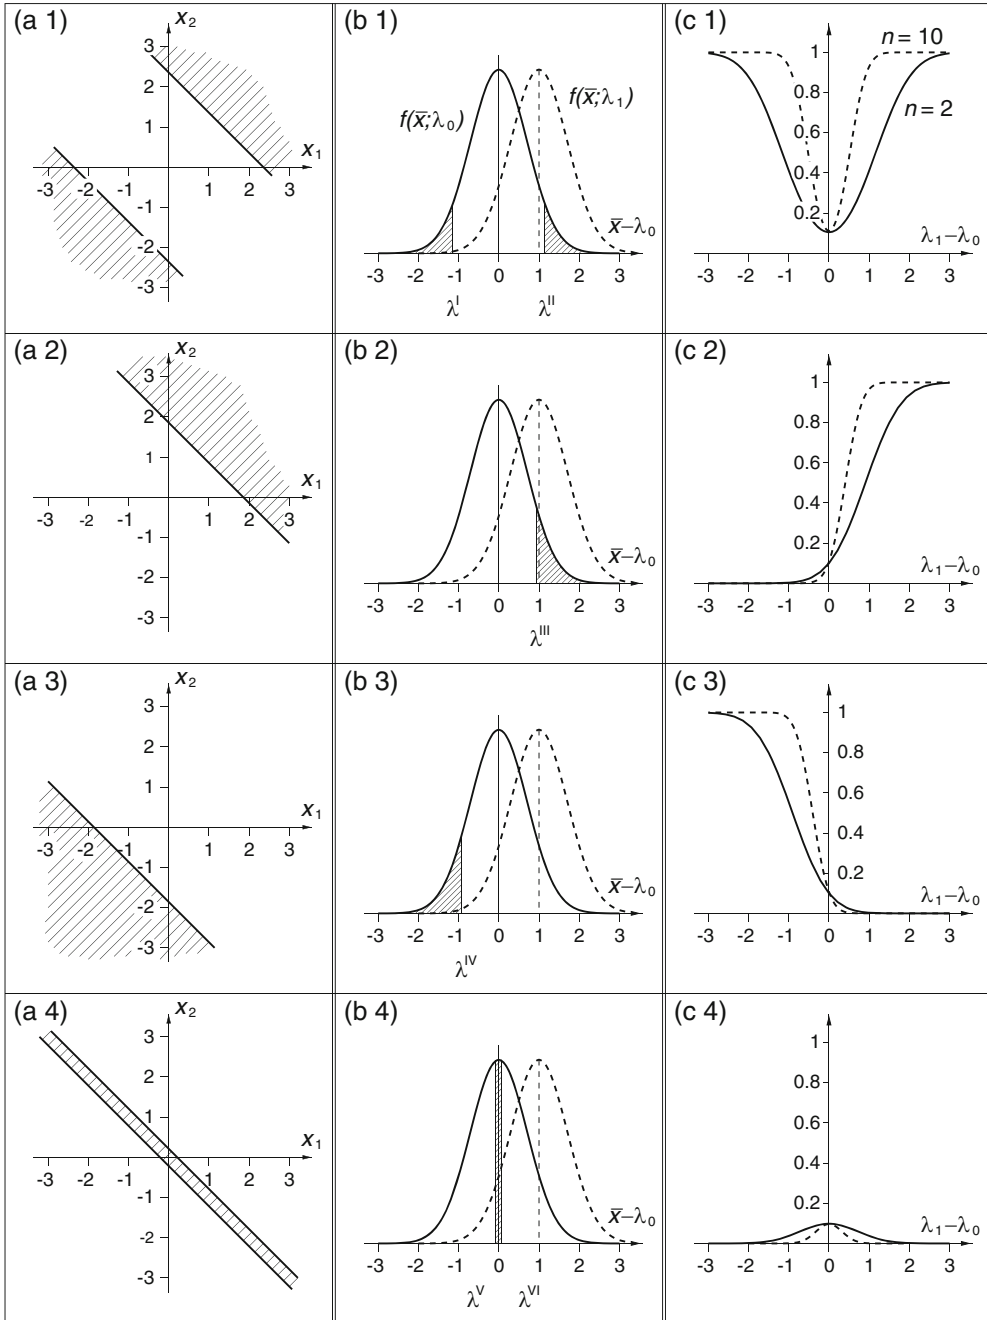 (a 1)
x₂
3
2
1
x₁
-3 -2 -1 1 2 3
-1
-2
-3
(b 1)
f(x̄;λ₀)
f(x̄;λ₁)
x̄–λ₀
-3 -2 -1 0 1 2 3
λᴵ λᴵᴵ
(c 1)
n = 10
1
n = 2
0.8
0.6
0.4
0.2
λ₁–λ₀
-3 -2 -1 0 1 2 3
(a 2)
x₂
3
2
1
x₁
-3 -2 -1 1 2 3
-1
-2
-3
(b 2)
x̄–λ₀
-3 -2 -1 0 1 2 3
λᴵᴵᴵ
(c 2)
1
0.8
0.6
0.4
0.2
λ₁–λ₀
-3 -2 -1 0 1 2 3
(a 3)
x₂
3
2
1
x₁
-3 -2 -1 1 2 3
-1
-2
-3
(b 3)
x̄–λ₀
-3 -2 -1 0 1 2 3
λᴵⱽ
(c 3)
1
0.8
0.6
0.4
0.2
λ₁–λ₀
-3 -2 -1 0 1 2 3
(a 4)
x₂
3
2
1
x₁
-3 -2 -1 1 2 3
-1
-2
-3
(b 4)
x̄–λ₀
-3 -2 -1 0 1 2 3
λⱽ λⱽᴵ
(c 4)
1
0.8
0.6
0.4
0.2
λ₁–λ₀
-3 -2 -1 0 1 2 3